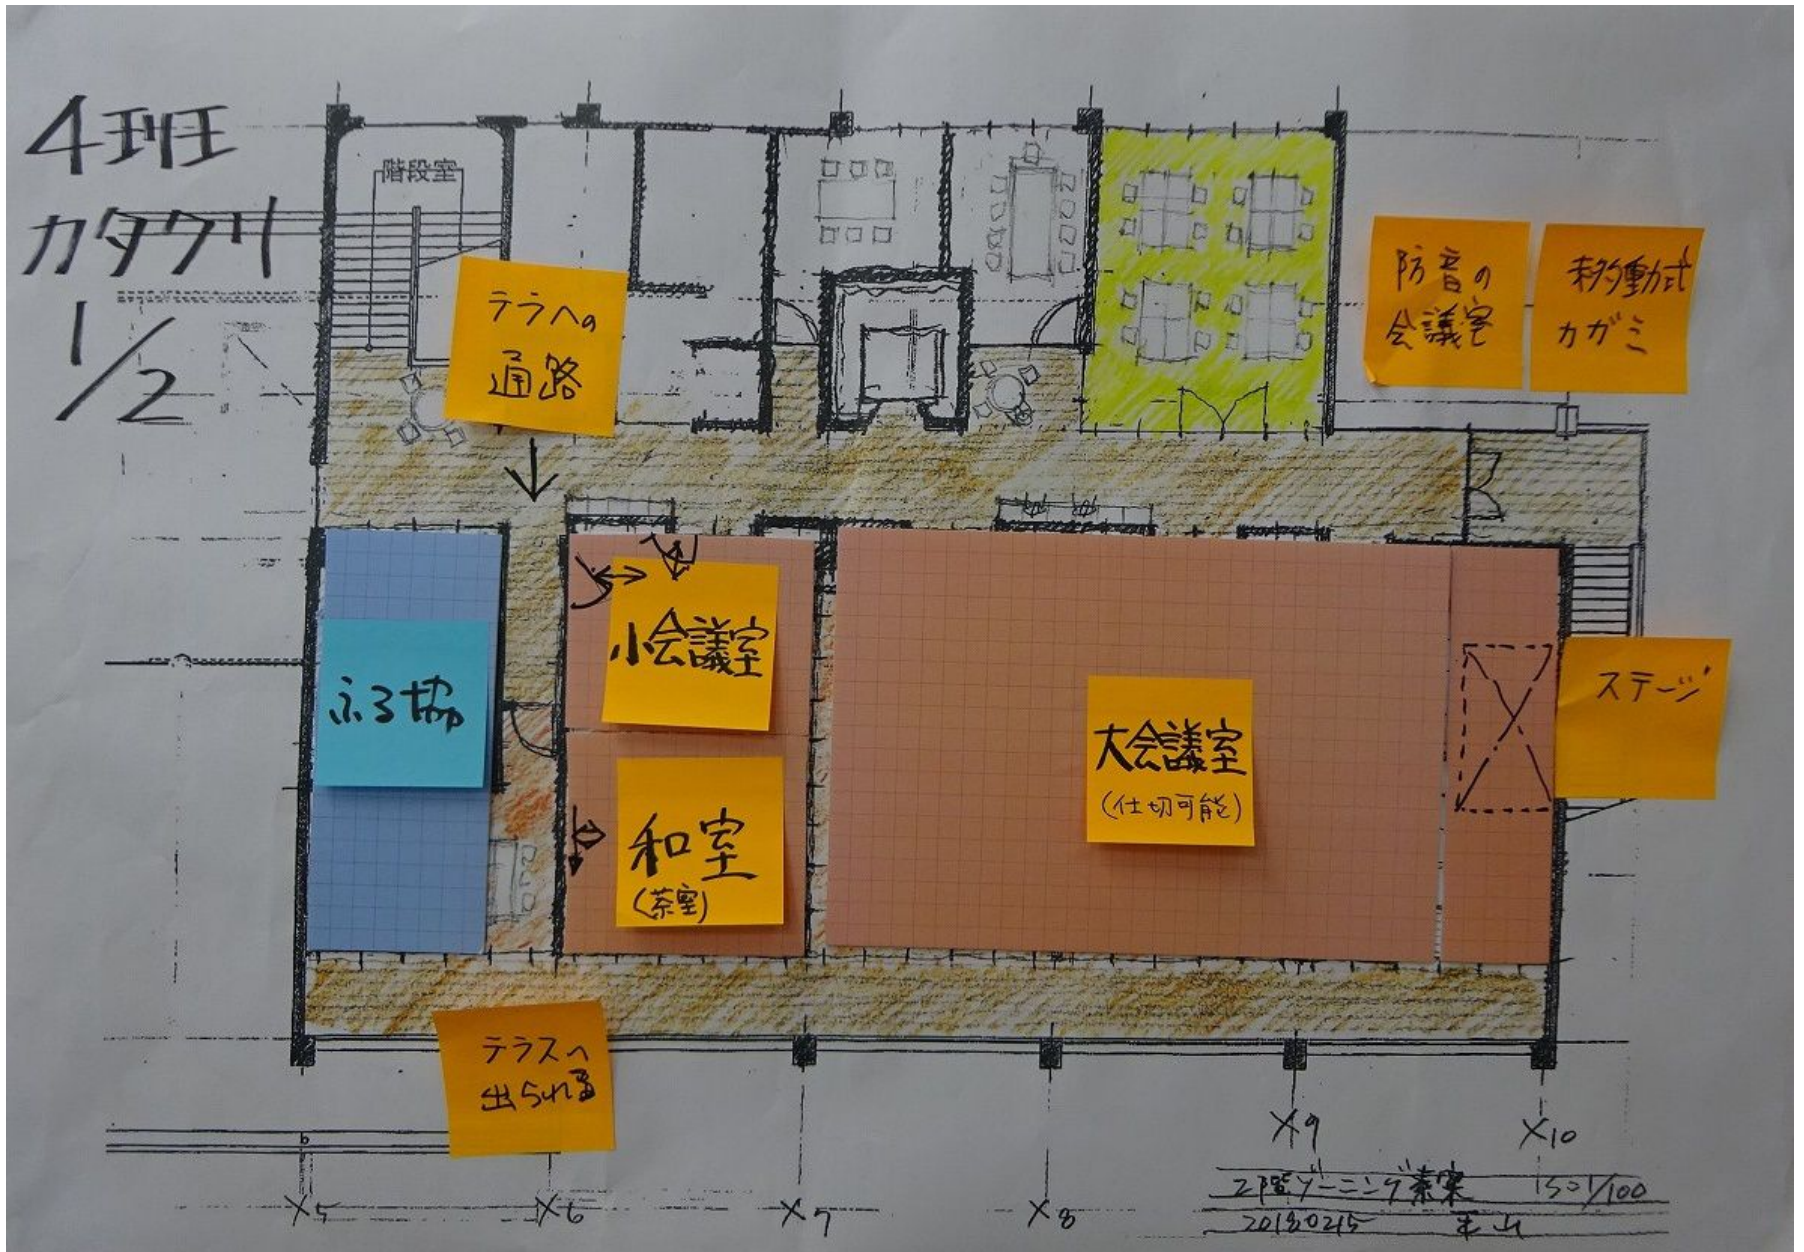 4班
カタクリ
1/2
階段室
テラへの
通路
防音の
会議室
移動式
カガミ
ふる協
小会議室
和室
(茶室)
大会議室
(仕切可能)
ステージ
テラスへ
出られる
X5
X6
X7
X8
X9
X10
2階ゾーニング素案 1/100
20180215